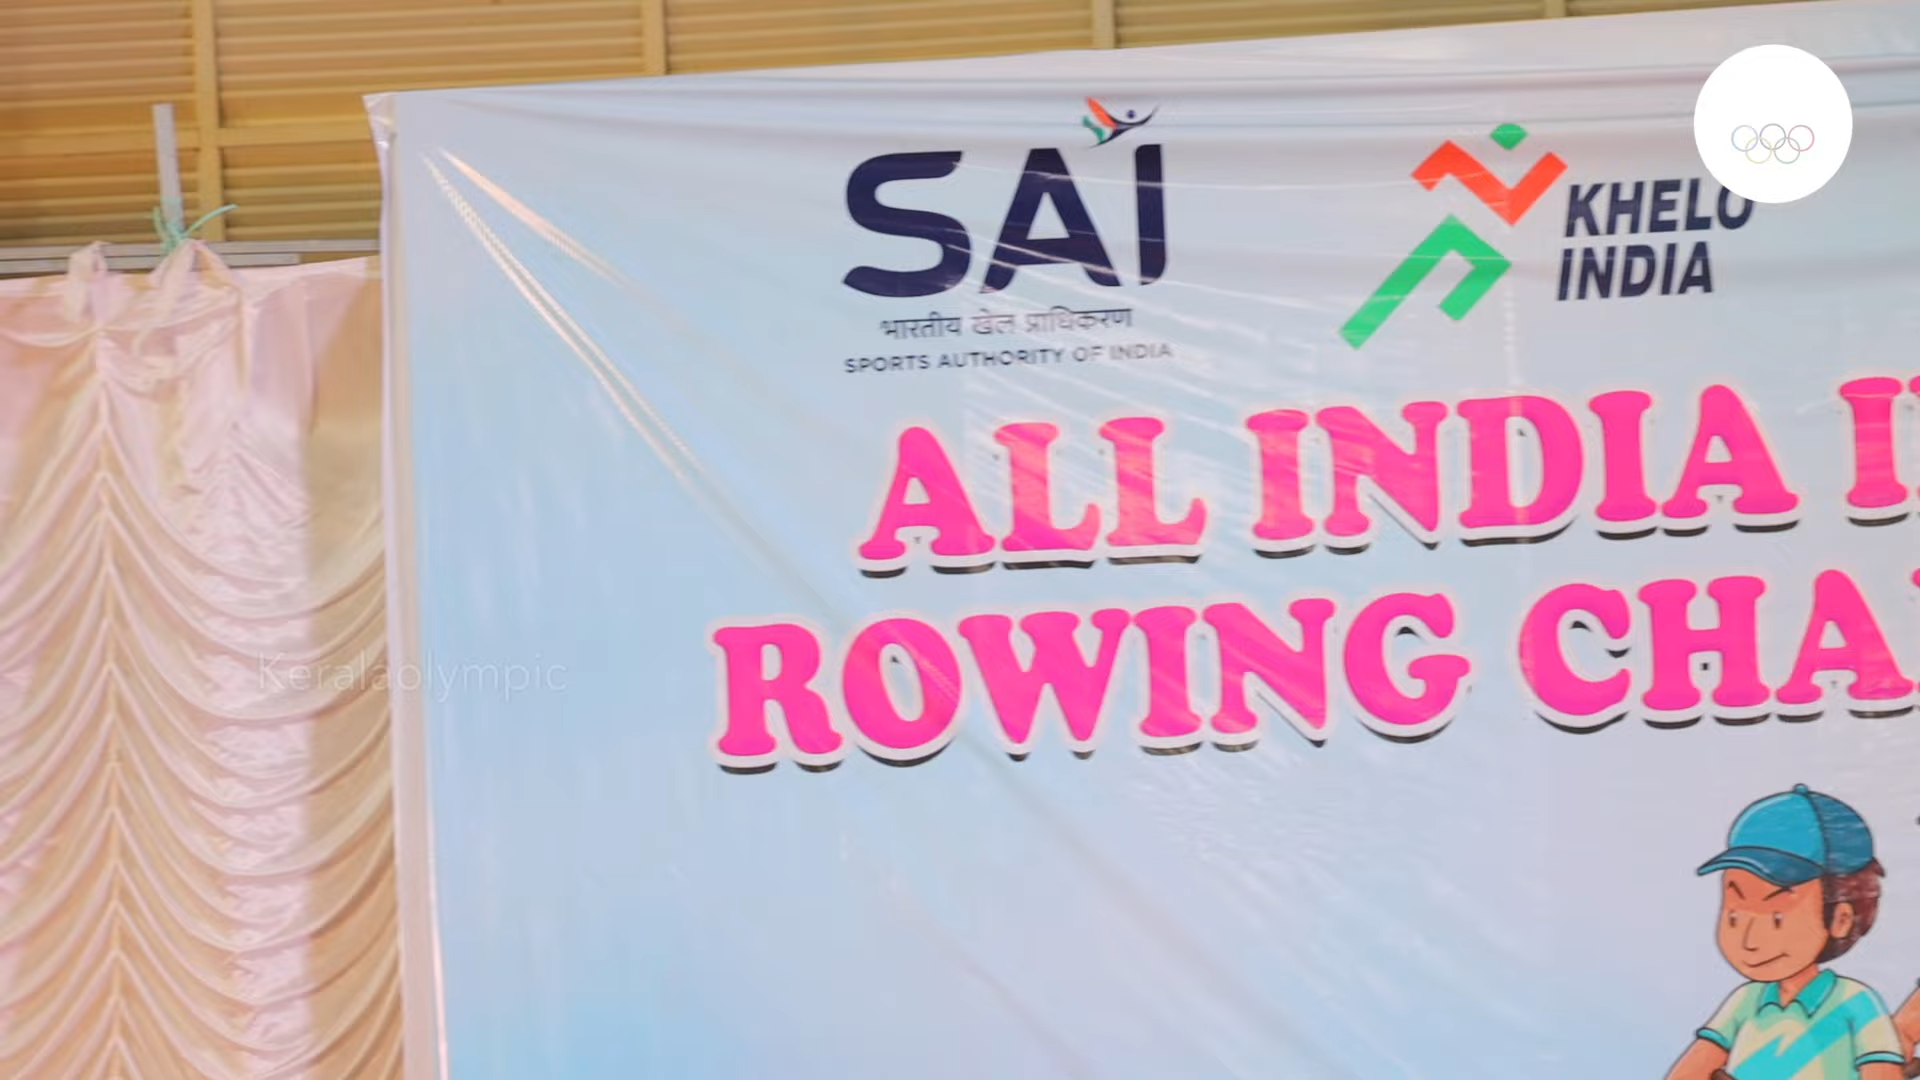 SAI
भारतीय खेल प्राधिकरण
SPORTS AUTHORITY OF INDIA
KHELO
INDIA
ALL INDIA
ROWING
Keralaolympic